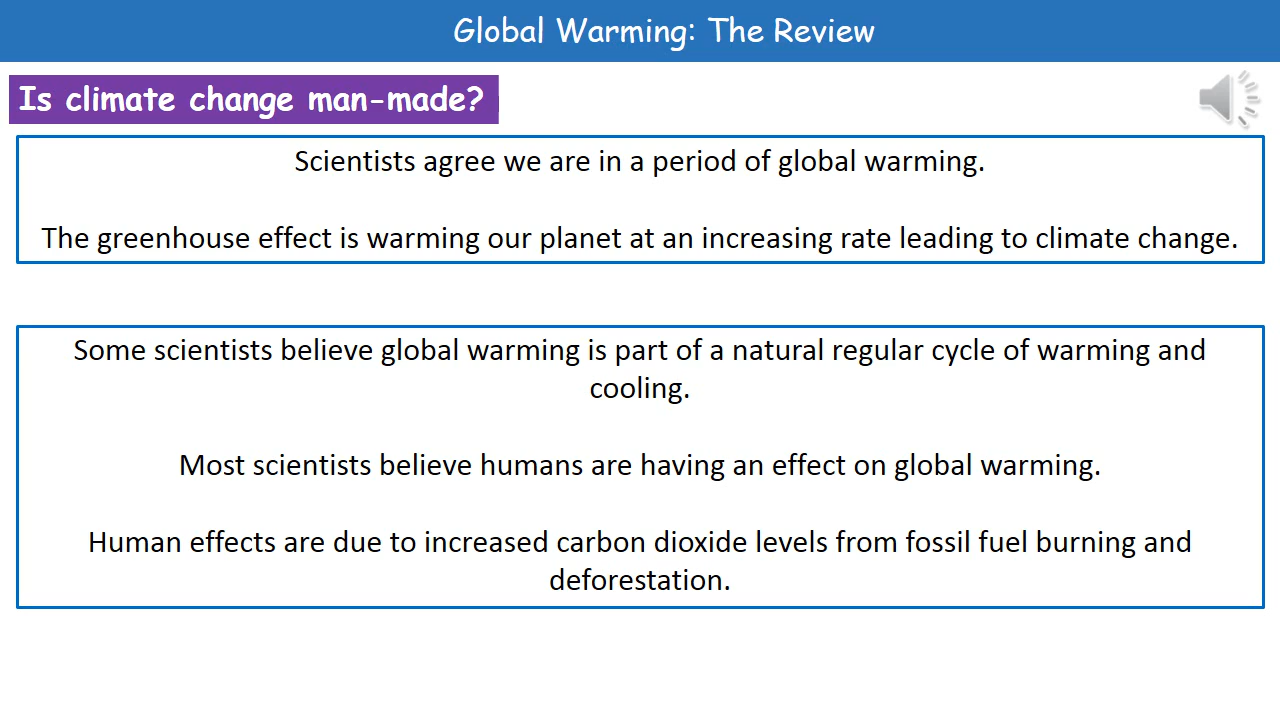 Global Warming: The Review
Is climate change man-made?
Scientists agree we are in a period of global warming.
The greenhouse effect is warming our planet at an increasing rate leading to climate change.
Some scientists believe global warming is part of a natural regular cycle of warming and
cooling.
Most scientists believe humans are having an effect on global warming.
Human effects are due to increased carbon dioxide levels from fossil fuel burning and
deforestation.